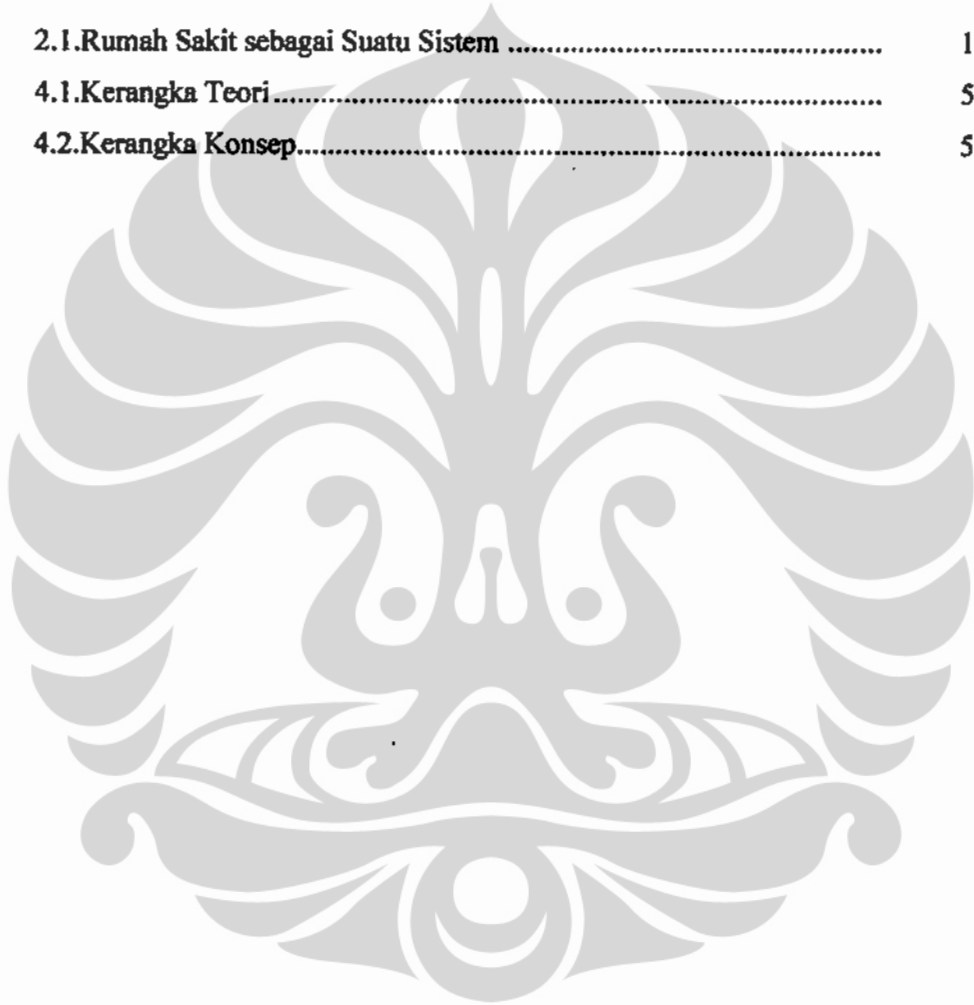 2.1.Rumah Sakit sebagai Suatu Sistem ............................................. 1
4.1.Kerangka Teori ............................................................................... 5
4.2.Kerangka Konsep........................................................................... 5